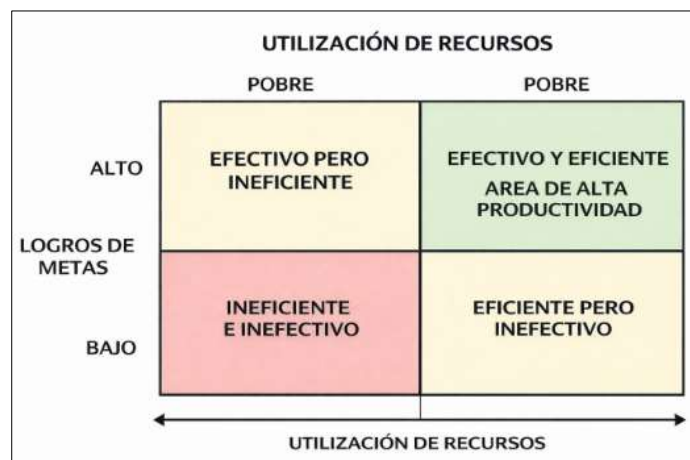 UTILIZACIÓN DE RECURSOS
POBRE POBRE
ALTO
EFECTIVO PERO
INEFICIENTE
EFECTIVO Y EFICIENTE
AREA DE ALTA
PRODUCTIVIDAD
LOGROS DE
METAS
BAJO
INEFICIENTE
E INEFECTIVO
EFICIENTE PERO
INEFECTIVO
UTILIZACIÓN DE RECURSOS